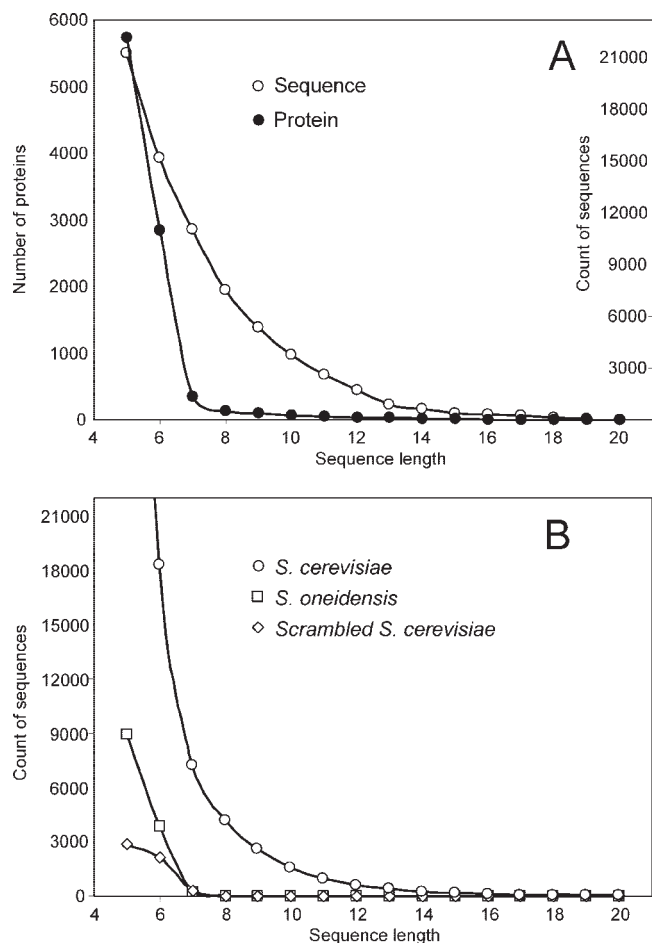 A
Sequence
Protein
Number of proteins
6000
5000
4000
3000
2000
1000
0
Count of sequences
21000
18000
15000
12000
9000
6000
3000
4 6 8 10 12 14 16 18 20
Sequence length
B
S. cerevisiae
S. oneidensis
Scrambled S. cerevisiae
Count of sequences
21000
18000
15000
12000
9000
6000
3000
0
4 6 8 10 12 14 16 18 20
Sequence length